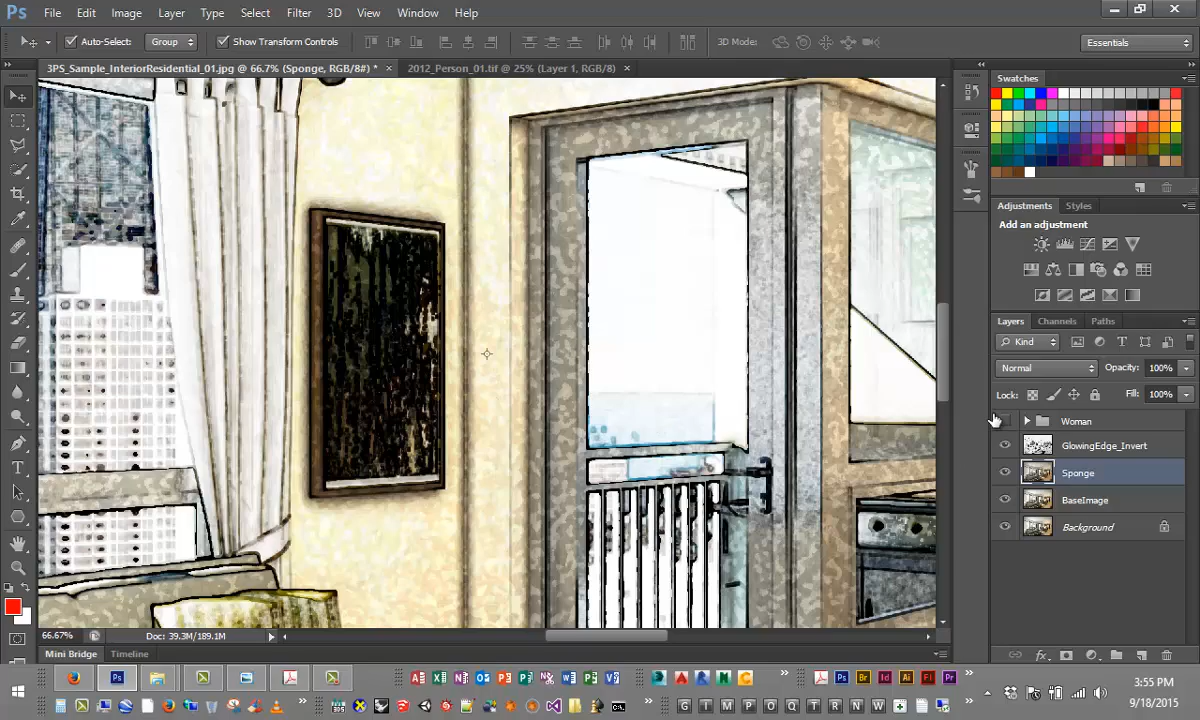 Ps File Edit Image Layer Type Select Filter 3D View Window Help
Auto-Select: Group Show Transform Controls 3D Mode: Essentials
3PS_Sample_InteriorResidential_01.jpg @ 66.7% (Sponge, RGB/8#) * × 2012_Person_01.tif @ 25% (Layer 1, RGB/8) ×
Swatches
Adjustments Styles
Add an adjustment
Layers Channels Paths
Kind
Normal Opacity: 100%
Lock: Fill: 100%
Woman
GlowingEdge_Invert
Sponge
BaseImage
Background
66.67% Doc: 39.3M/189.1M
Mini Bridge Timeline
3:55 PM
9/18/2015